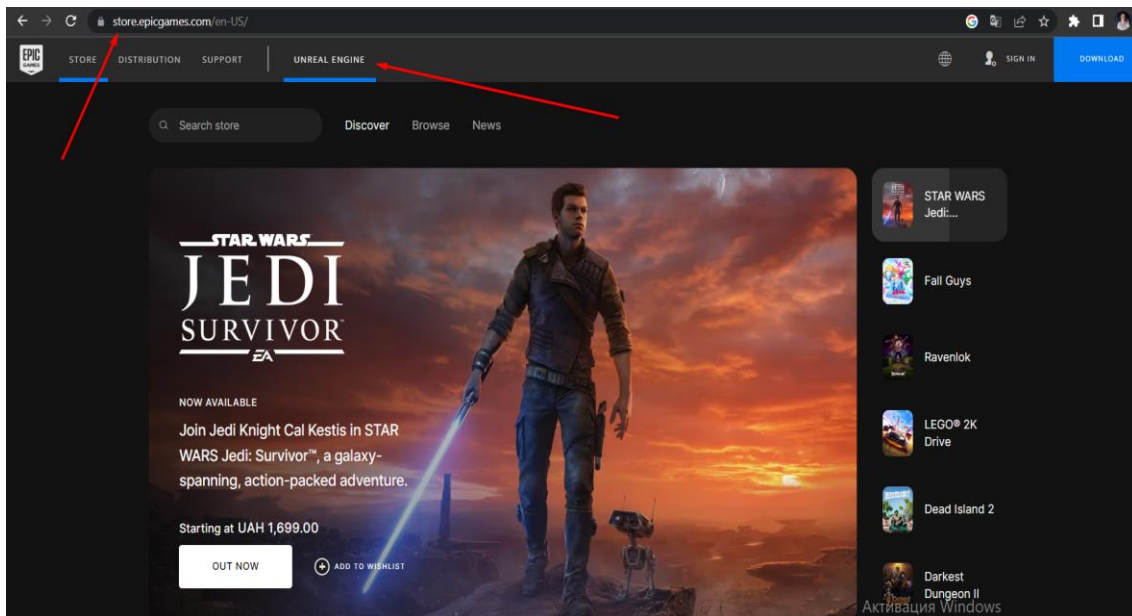 store.epicgames.com/en-US/
EPIC
GAMES
STORE DISTRIBUTION SUPPORT UNREAL ENGINE SIGN IN DOWNLOAD
Search store Discover Browse News
STAR WARS
JEDI
SURVIVOR™
EA
NOW AVAILABLE
Join Jedi Knight Cal Kestis in STAR
WARS Jedi: Survivor™, a galaxy-
spanning, action-packed adventure.
Starting at UAH 1,699.00
OUT NOW ADD TO WISHLIST
STAR WARS
Jedi:...
Fall Guys
Ravenlok
LEGO® 2K
Drive
Dead Island 2
Darkest
Dungeon II
Активация Windows